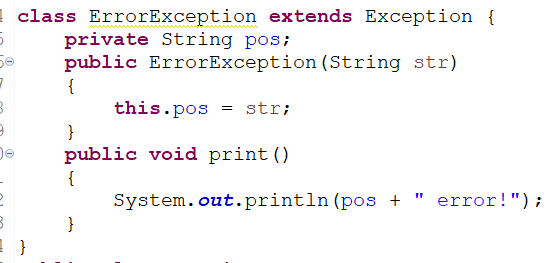 class ErrorException extends Exception {
private String pos;
public ErrorException(String str)
{
this.pos = str;
}
public void print()
{
System.out.println(pos + " error!");
}
}